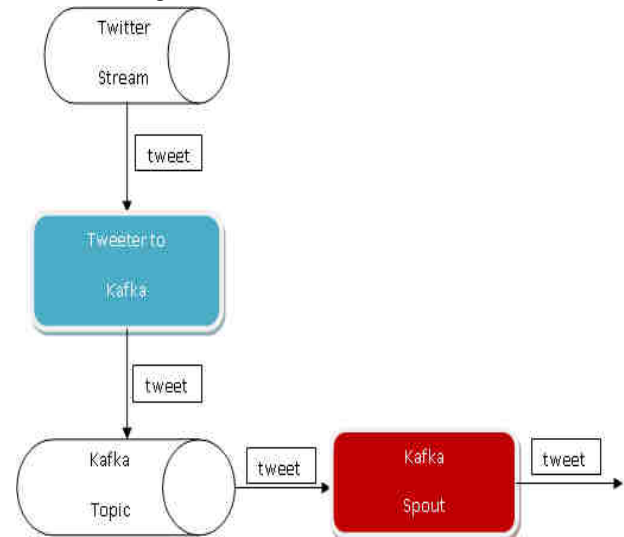 Twitter
Stream
tweet
Tweeter to
Kafka
tweet
Kafka
Topic
tweet
Kafka
Spout
tweet